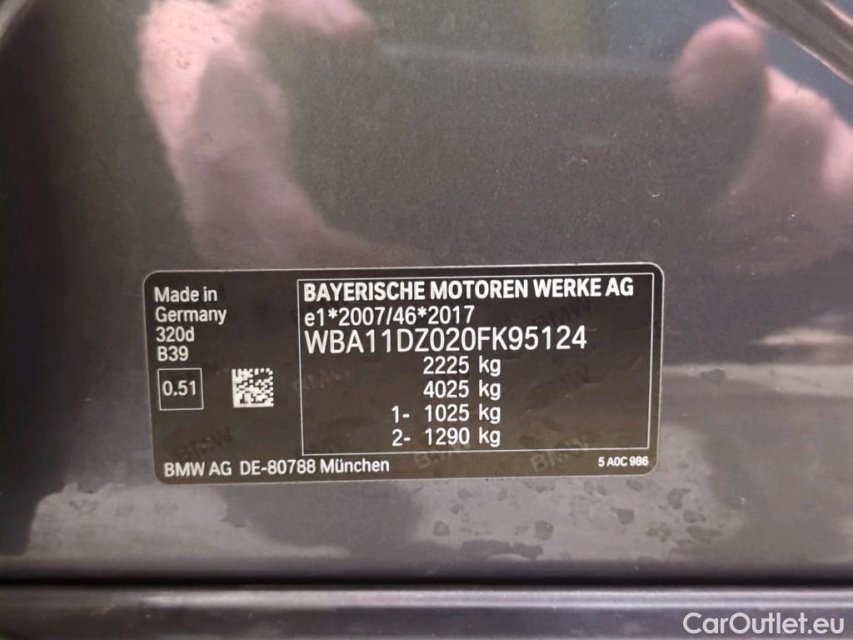 Made in
Germany
320d
B39
0.51
BAYERISCHE MOTOREN WERKE AG
e1*2007/46*2017
WBA11DZ020FK95124
2225 kg
4025 kg
1- 1025 kg
2- 1290 kg
BMW AG DE-80788 München
5 A0C 986
CarOutlet.eu